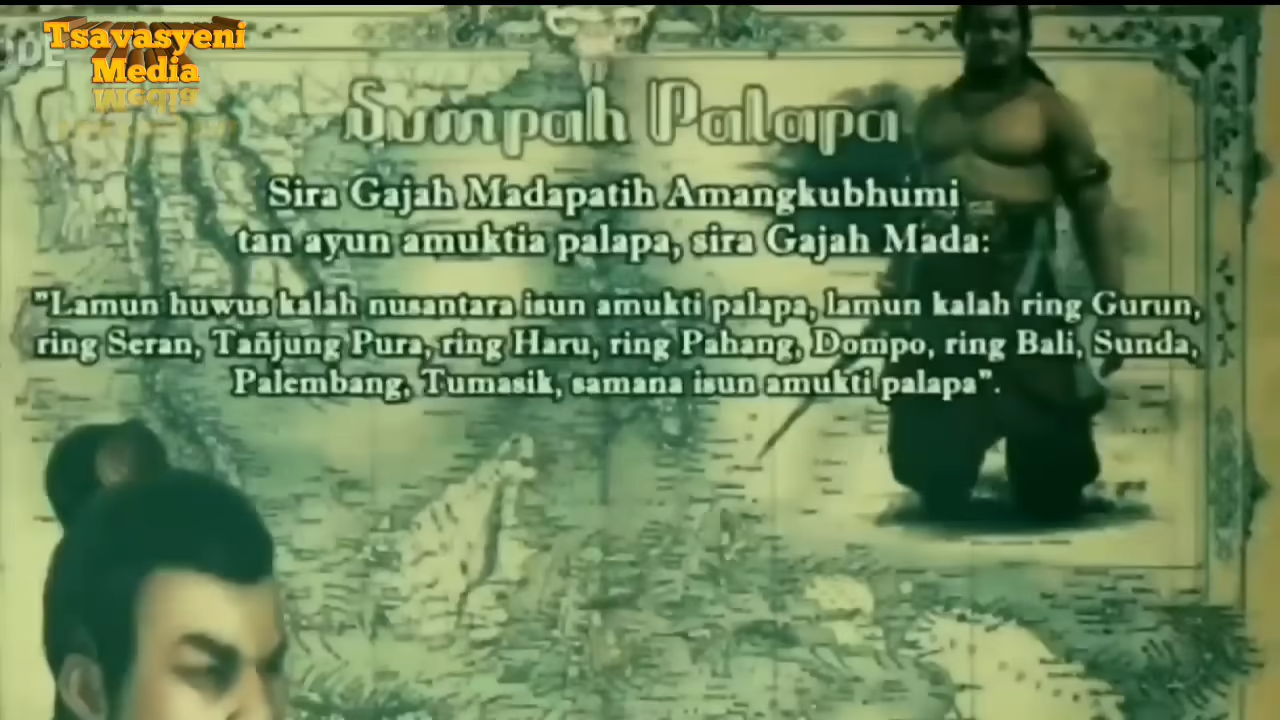 Tsavasyeni
Media
Sumpah Palapa
Sira Gajah Madapatih Amangkubhumi
tan ayun amuktia palapa, sira Gajah Mada:
"Lamun huwus kalah nusantara isun amukti palapa, lamun kalah ring Gurun,
ring Seran, Tañjung Pura, ring Haru, ring Pahang, Dompo, ring Bali, Sunda,
Palembang, Tumasik, samana isun amukti palapa".